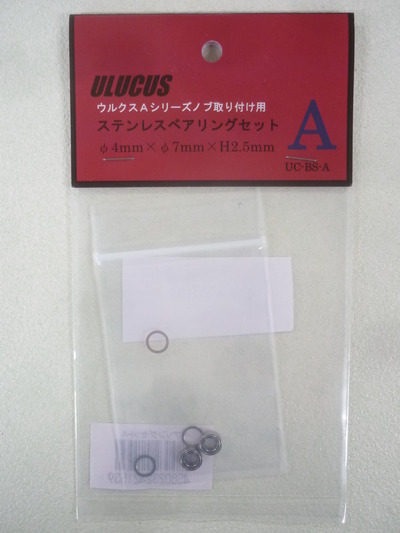 ULUCUS
ウルクスAシリーズノブ取り付け用
ステンレスベアリングセット
φ4mm×φ7mm×H2.5mm
A
UC-BS-A